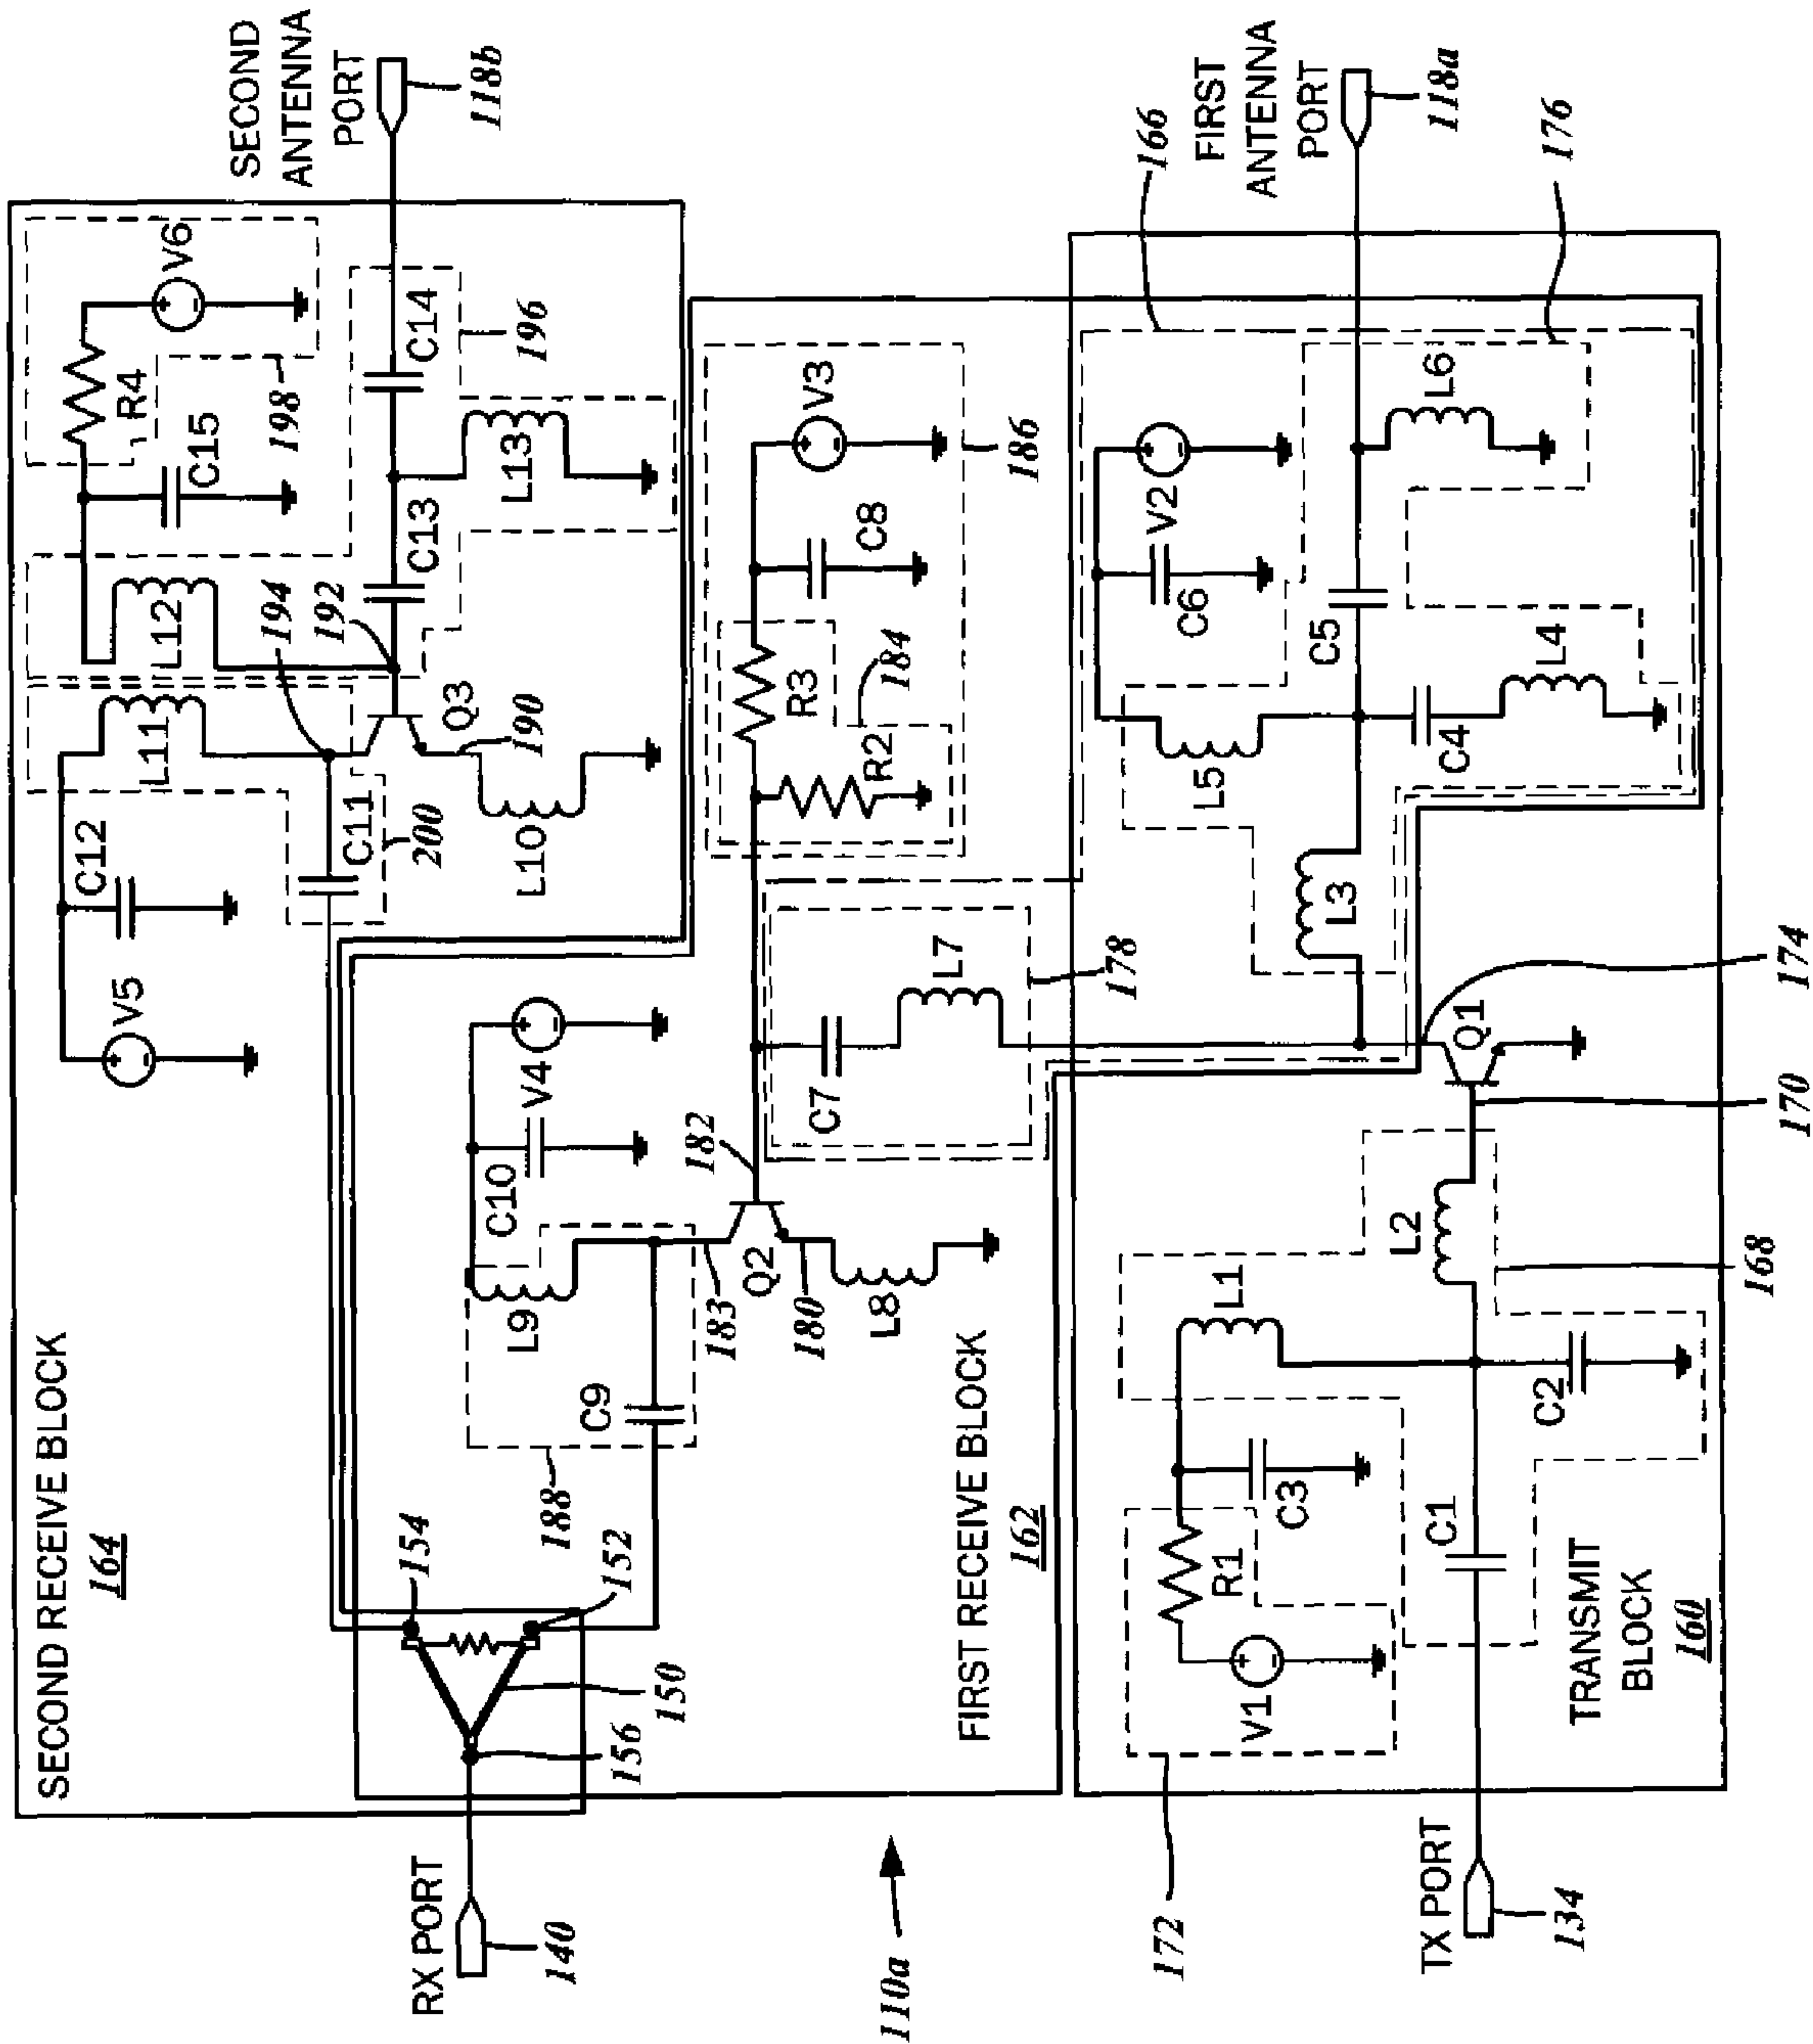 SECOND RECEIVE BLOCK
164
V5
C12
L11
L12
C15
R4
V6
198
SECOND
ANTENNA
PORT
118b
C11
200
194
192
Q3
190
L10
C13
C14
196
L13
RX PORT
140
154
152
150
156
188
C9
L9
C10
V4
183
Q2
180
L8
182
R3
R2
184
C8
V3
186
C7
L7
178
FIRST RECEIVE BLOCK
162
110a
172
V1
R1
C3
L1
L5
C6
V2
166
FIRST
ANTENNA
PORT
118a
TX PORT
134
C1
C2
L2
168
170
Q1
174
L3
C5
C4
L4
L6
176
TRANSMIT
BLOCK
160